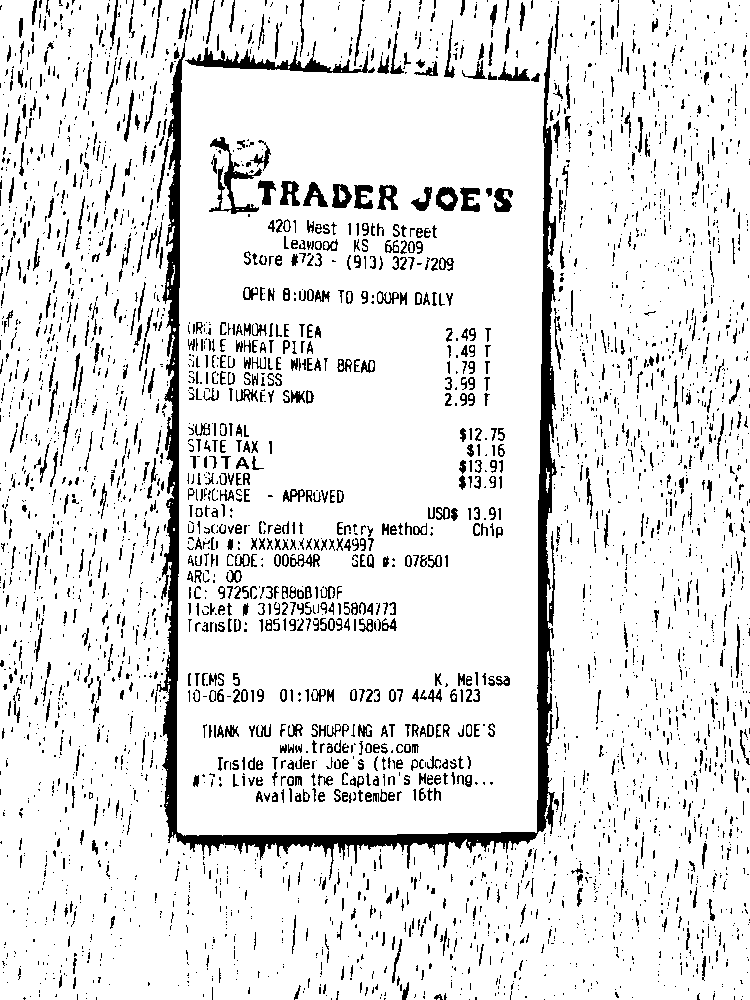 TRADER JOE'S
4201 West 119th Street
Leawood KS 66209
Store #723 - (913) 327-7209
OPEN 8:00AM TO 9:00PM DAILY
ORG CHAMOMILE TEA 2.49 T
WHOLE WHEAT PITA 1.49 T
SLICED WHOLE WHEAT BREAD 1.79 T
SLICED SWISS 3.99 T
SLCD TURKEY SMKD 2.99 T
SUBTOTAL $12.75
STATE TAX 1 $1.16
TOTAL $13.91
DISCOVER $13.91
PURCHASE - APPROVED
Total: USD$ 13.91
Discover Credit Entry Method: Chip
CARD #: XXXXXXXXXXXX4997
AUTH CODE: 00684R SEQ #: 078501
ARC: 00
TC: 9725C73FB86B10DF
Ticket # 319279509415804773
TransID: 185192795094158064
ITEMS 5 K, Melissa
10-06-2019 01:10PM 0723 07 4444 6123
THANK YOU FOR SHOPPING AT TRADER JOE'S
www.traderjoes.com
Inside Trader Joe's (the podcast)
#17: Live from the Captain's Meeting...
Available September 16th